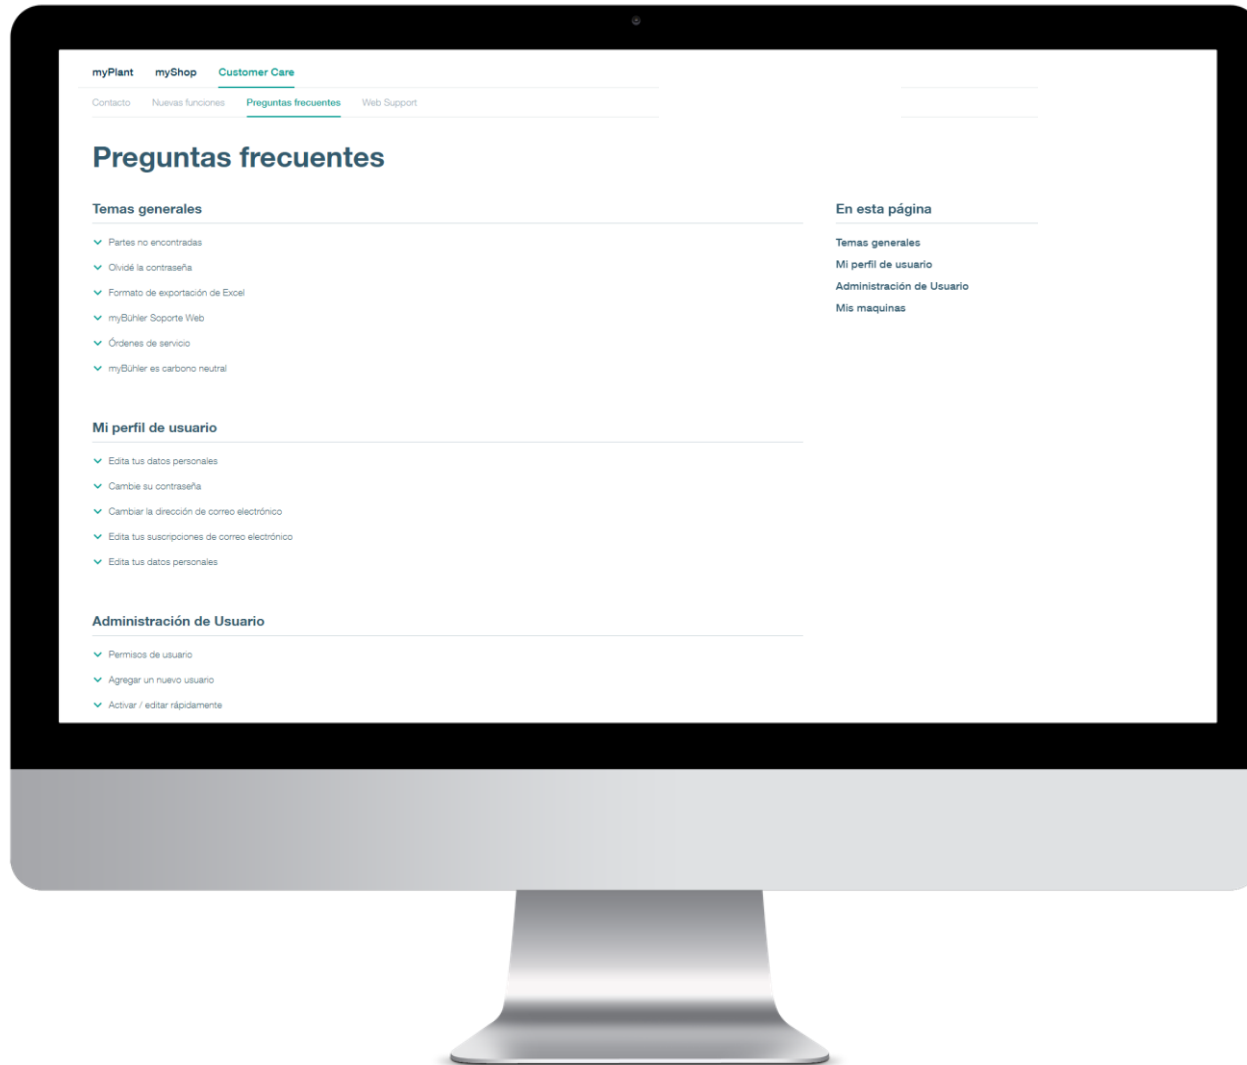 myPlant myShop Customer Care
Contacto Nuevas funciones Preguntas frecuentes Web Support
Preguntas frecuentes
Temas generales
Partes no encontradas
Olvidé la contraseña
Formato de exportación de Excel
myBühler Soporte Web
Órdenes de servicio
myBühler es carbono neutral
Mi perfil de usuario
Edita tus datos personales
Cambie su contraseña
Cambiar la dirección de correo electrónico
Edita tus suscripciones de correo electrónico
Edita tus datos personales
Administración de Usuario
Permisos de usuario
Agregar un nuevo usuario
Activar / editar rápidamente
En esta página
Temas generales
Mi perfil de usuario
Administración de Usuario
Mis maquinas